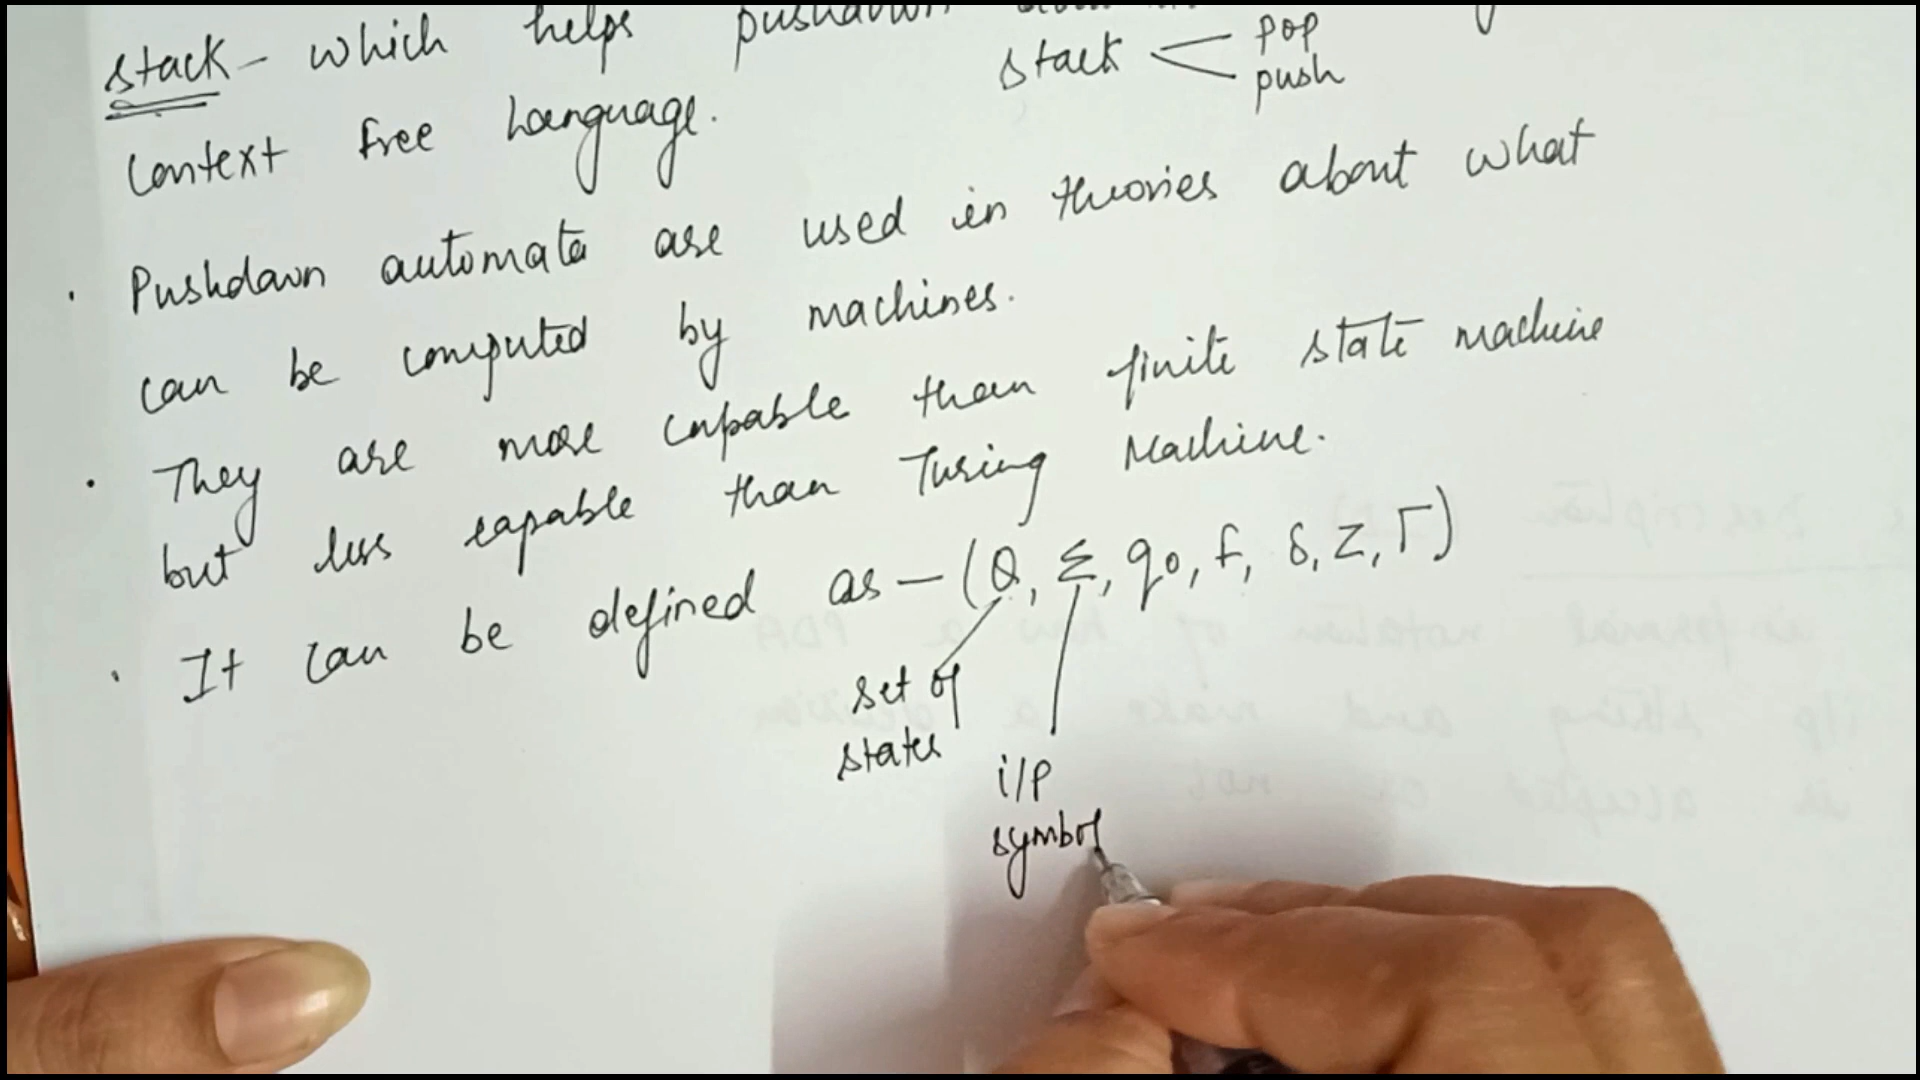 stack - which helps pushdown
stack pop
push
Context free Language.
. Pushdown automata are used in theories about what
can be computed by machines.
. They are more capable than finite state machine
but less capable than Turing Machine.
. It can be defined as - (Q, Σ, q0, F, δ, Z, Γ)
set of
states
i/p
symbol